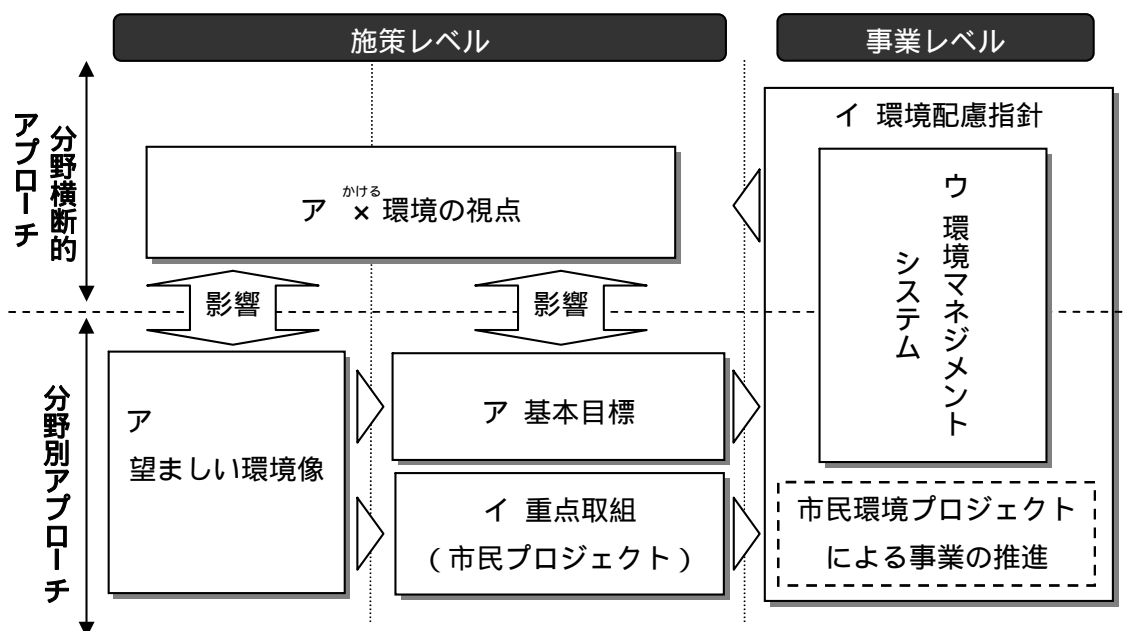 施策レベル
事業レベル
分野横断的
アプローチ
かける
ア × 環境の視点
イ 環境配慮指針
ウ 環境マネジメント
システム
影響
影響
分野別アプローチ
ア
望ましい環境像
ア 基本目標
イ 重点取組
(市民プロジェクト)
市民環境プロジェクト
による事業の推進